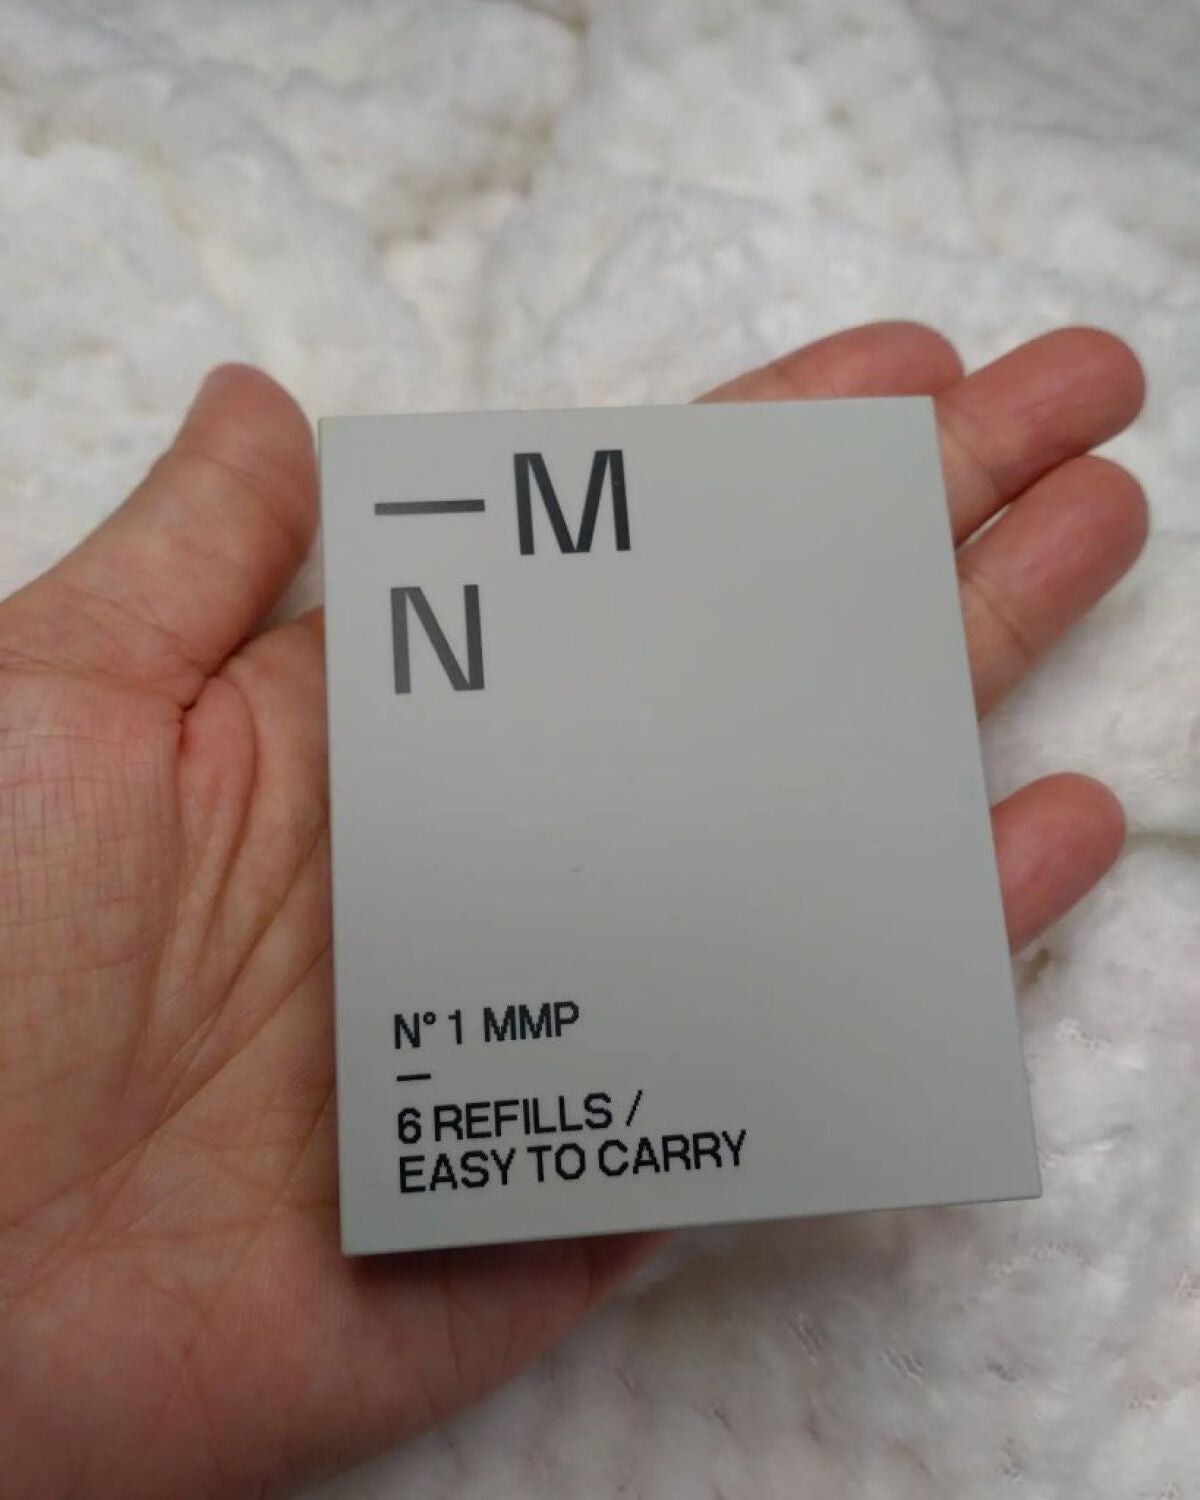 —M
N
N° 1 MMP
—
6 REFILLS /
EASY TO CARRY